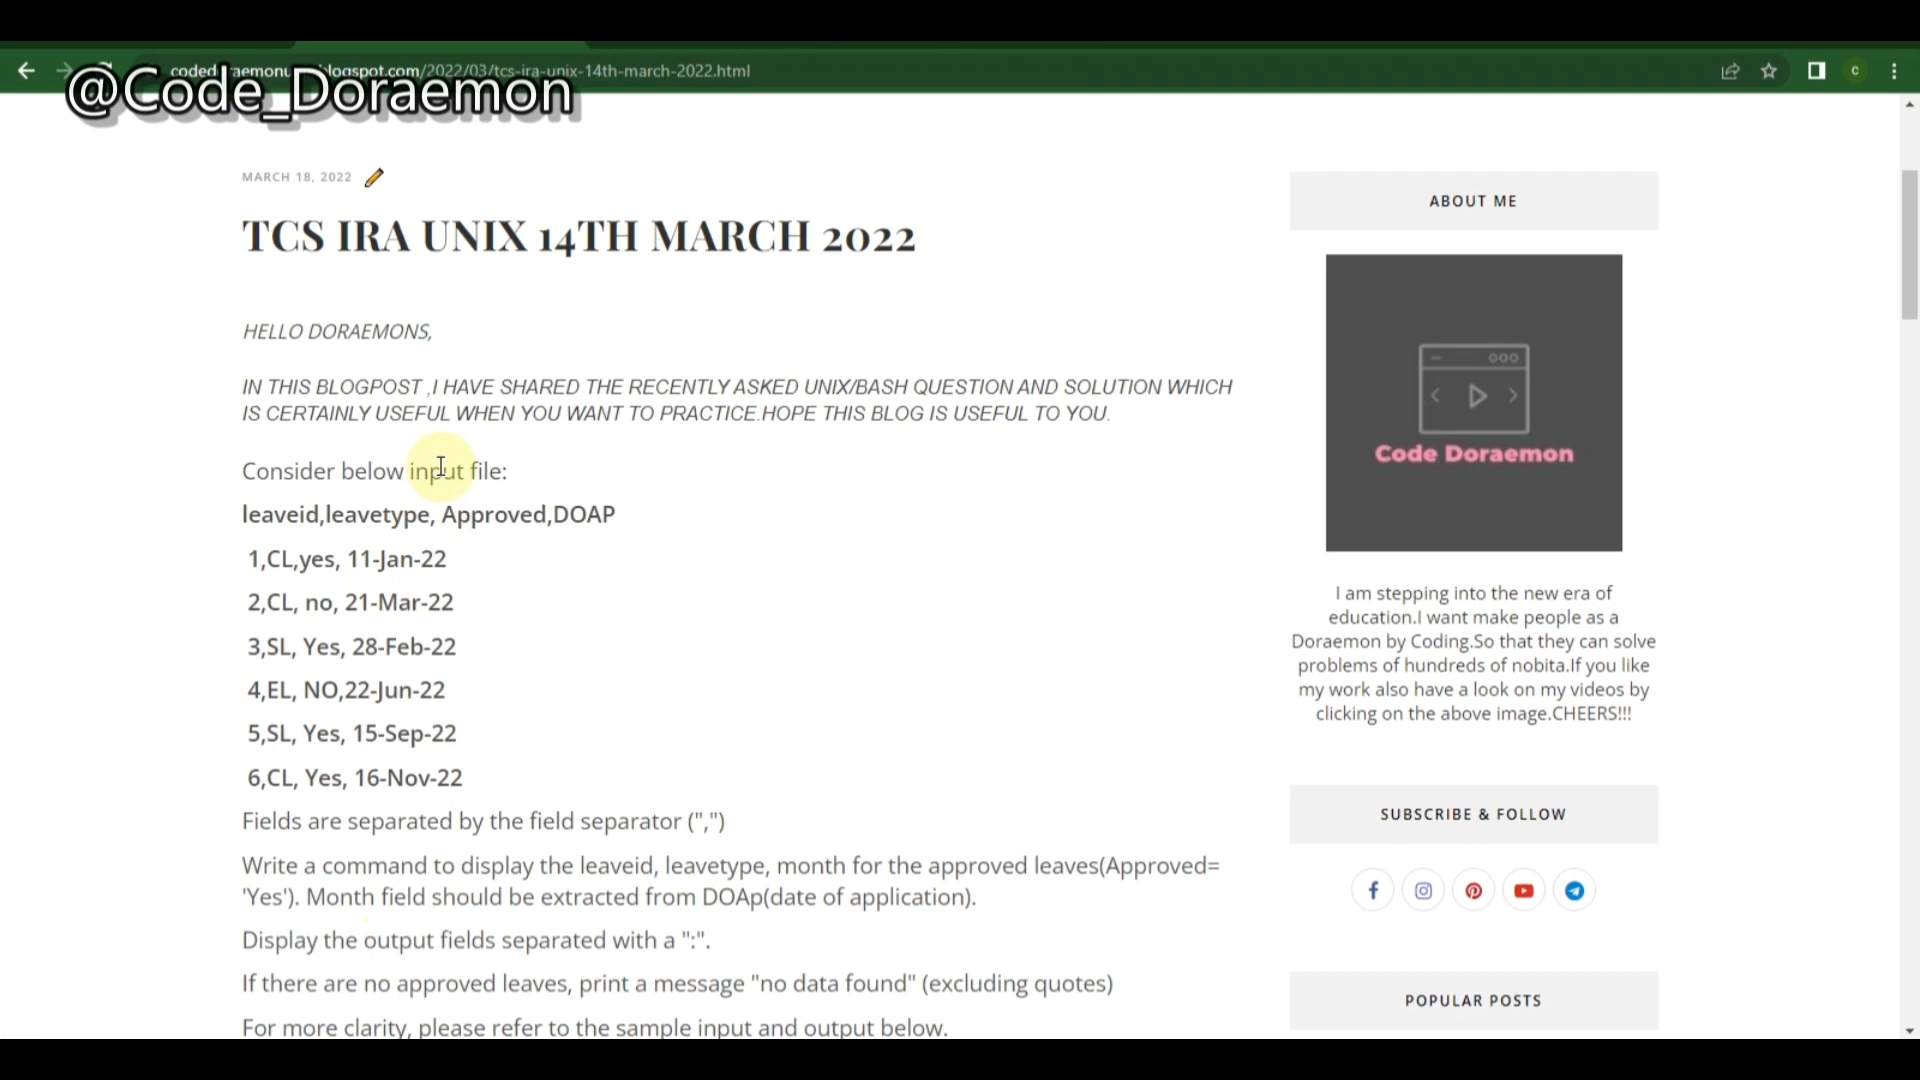 @Code_Doraemon
blogspot.com/2022/03/tcs-ira-unix-14th-march-2022.html
MARCH 18, 2022
TCS IRA UNIX 14TH MARCH 2022
HELLO DORAEMONS,
IN THIS BLOGPOST ,I HAVE SHARED THE RECENTLY ASKED UNIX/BASH QUESTION AND SOLUTION WHICH
IS CERTAINLY USEFUL WHEN YOU WANT TO PRACTICE.HOPE THIS BLOG IS USEFUL TO YOU.
Consider below input file:
leaveid,leavetype, Approved,DOAP
1,CL,yes, 11-Jan-22
2,CL, no, 21-Mar-22
3,SL, Yes, 28-Feb-22
4,EL, NO,22-Jun-22
5,SL, Yes, 15-Sep-22
6,CL, Yes, 16-Nov-22
Fields are separated by the field separator (",")
Write a command to display the leaveid, leavetype, month for the approved leaves(Approved=
'Yes'). Month field should be extracted from DOAp(date of application).
Display the output fields separated with a ":".
If there are no approved leaves, print a message "no data found" (excluding quotes)
For more clarity, please refer to the sample input and output below.
ABOUT ME
Code Doraemon
I am stepping into the new era of
education.I want make people as a
Doraemon by Coding.So that they can solve
problems of hundreds of nobita.If you like
my work also have a look on my videos by
clicking on the above image.CHEERS!!!
SUBSCRIBE & FOLLOW
POPULAR POSTS